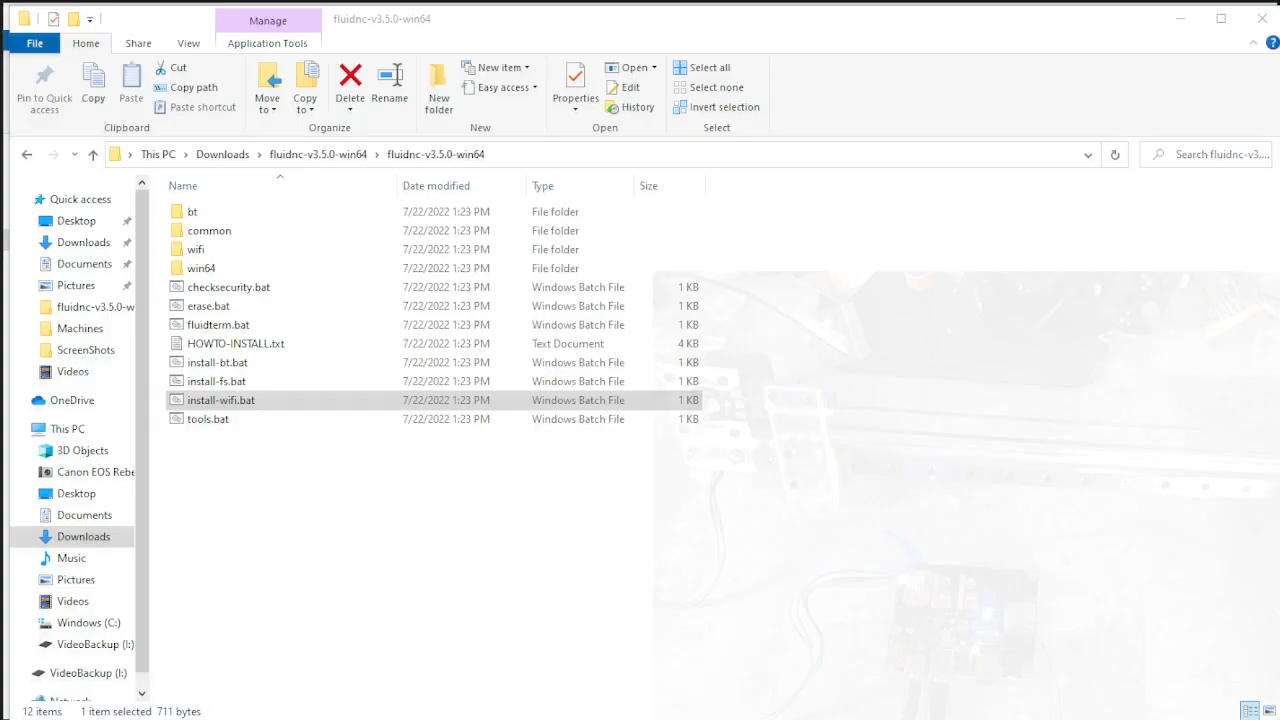 Manage
fluidnc-v3.5.0-win64
File
Home
Share
View
Application Tools
Pin to Quick access
Copy
Paste
Cut
Copy path
Paste shortcut
Clipboard
Move to
Copy to
Delete
Rename
Organize
New folder
New item
Easy access
New
Properties
Open
Edit
History
Open
Select all
Select none
Invert selection
Select
This PC > Downloads > fluidnc-v3.5.0-win64 > fluidnc-v3.5.0-win64
Search fluidnc-v3....
Quick access
Desktop
Downloads
Documents
Pictures
fluidnc-v3.5.0-w
Machines
ScreenShots
Videos
OneDrive
This PC
3D Objects
Canon EOS Rebe
Desktop
Documents
Downloads
Music
Pictures
Videos
Windows (C:)
VideoBackup (I:)
VideoBackup (I:)
Network
Name Date modified Type Size
bt 7/22/2022 1:23 PM File folder
common 7/22/2022 1:23 PM File folder
wifi 7/22/2022 1:23 PM File folder
win64 7/22/2022 1:23 PM File folder
checksecurity.bat 7/22/2022 1:23 PM Windows Batch File 1 KB
erase.bat 7/22/2022 1:23 PM Windows Batch File 1 KB
fluidterm.bat 7/22/2022 1:23 PM Windows Batch File 1 KB
HOWTO-INSTALL.txt 7/22/2022 1:23 PM Text Document 4 KB
install-bt.bat 7/22/2022 1:23 PM Windows Batch File 1 KB
install-fs.bat 7/22/2022 1:23 PM Windows Batch File 1 KB
install-wifi.bat 7/22/2022 1:23 PM Windows Batch File 1 KB
tools.bat 7/22/2022 1:23 PM Windows Batch File 1 KB
12 items 1 item selected 711 bytes